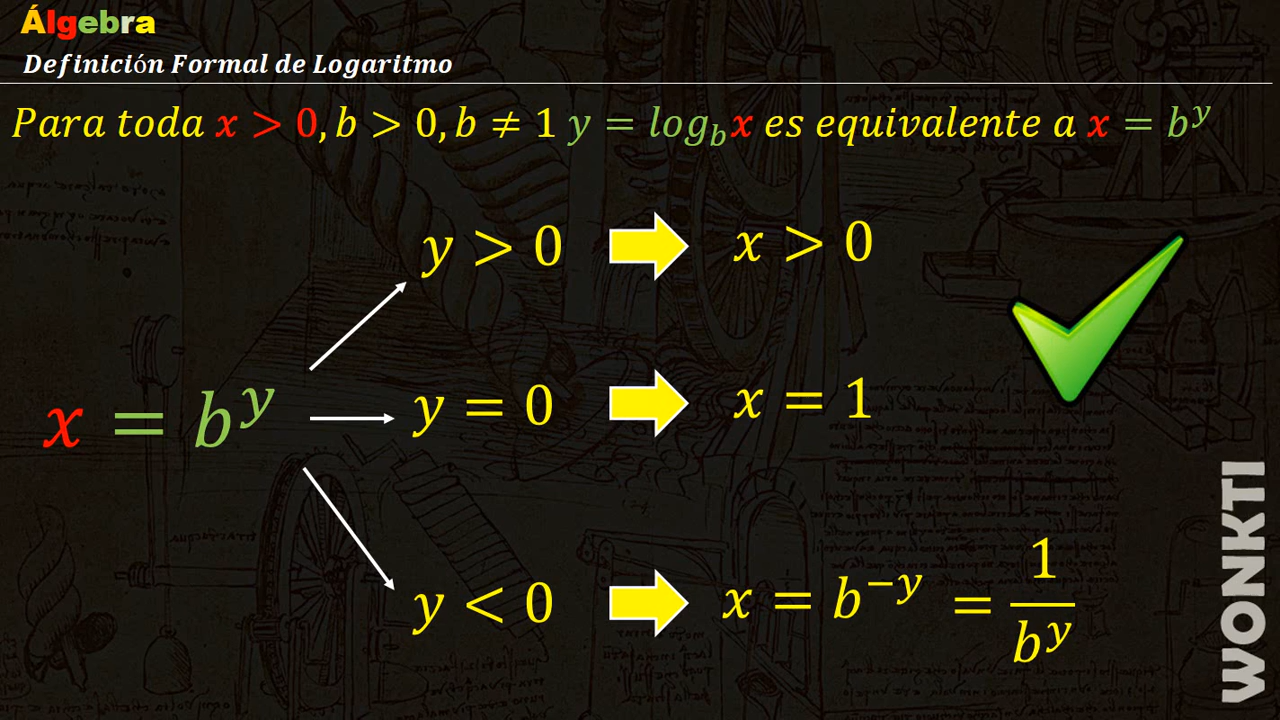 Álgebra
Definición Formal de Logaritmo
Para toda x > 0, b > 0, b ≠ 1 y = log_b x es equivalente a x = b^y
y > 0 x > 0
x = b^y y = 0 x = 1
y < 0 x = b^{-y} = 1/b^y
WONKTI